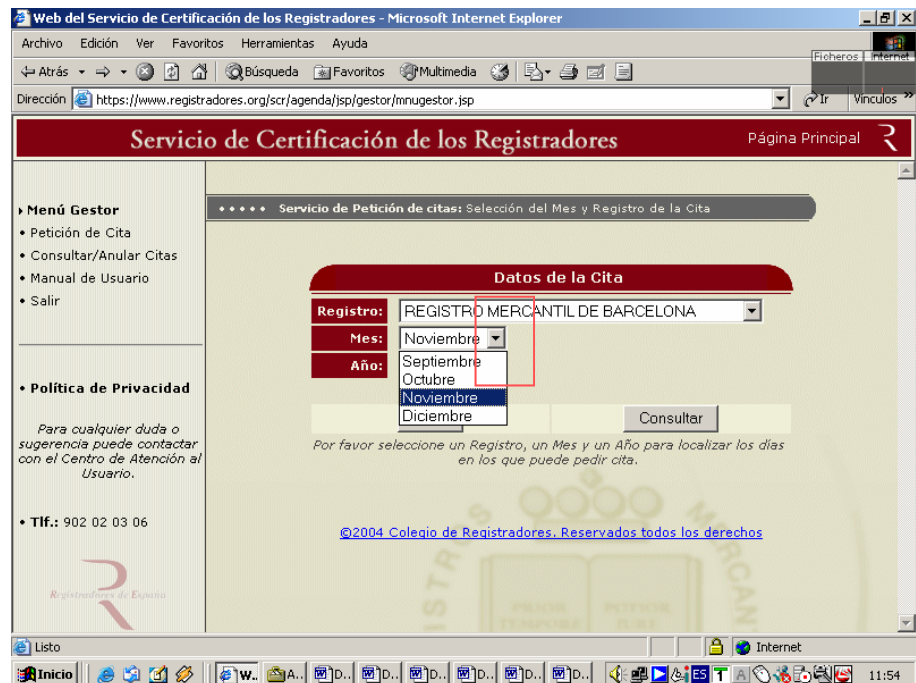 Web del Servicio de Certificación de los Registradores - Microsoft Internet Explorer
Archivo Edición Ver Favoritos Herramientas Ayuda
Ficheros Internet
Atrás Búsqueda Favoritos Multimedia
Dirección https://www.registradores.org/scr/agenda/jsp/gestor/mnugestor.jsp Ir Vínculos »
Servicio de Certificación de los Registradores Página Principal
Menú Gestor
• Petición de Cita
• Consultar/Anular Citas
• Manual de Usuario
• Salir
• Política de Privacidad
Para cualquier duda o
sugerencia puede contactar
con el Centro de Atención al
Usuario.
• Tlf.: 902 02 03 06
Registradores de España
Servicio de Petición de citas: Selección del Mes y Registro de la Cita
Datos de la Cita
Registro: REGISTRO MERCANTIL DE BARCELONA
Mes: Noviembre
Año:
Septiembre
Octubre
Noviembre
Diciembre
Consultar
Por favor seleccione un Registro, un Mes y un Año para localizar los días
en los que puede pedir cita.
©2004 Colegio de Registradores. Reservados todos los derechos
PRIOR POTIOR
TEMPORE IURE
Listo Internet
Inicio W.. A.. D.. D.. D.. D.. D.. D.. ES 11:54